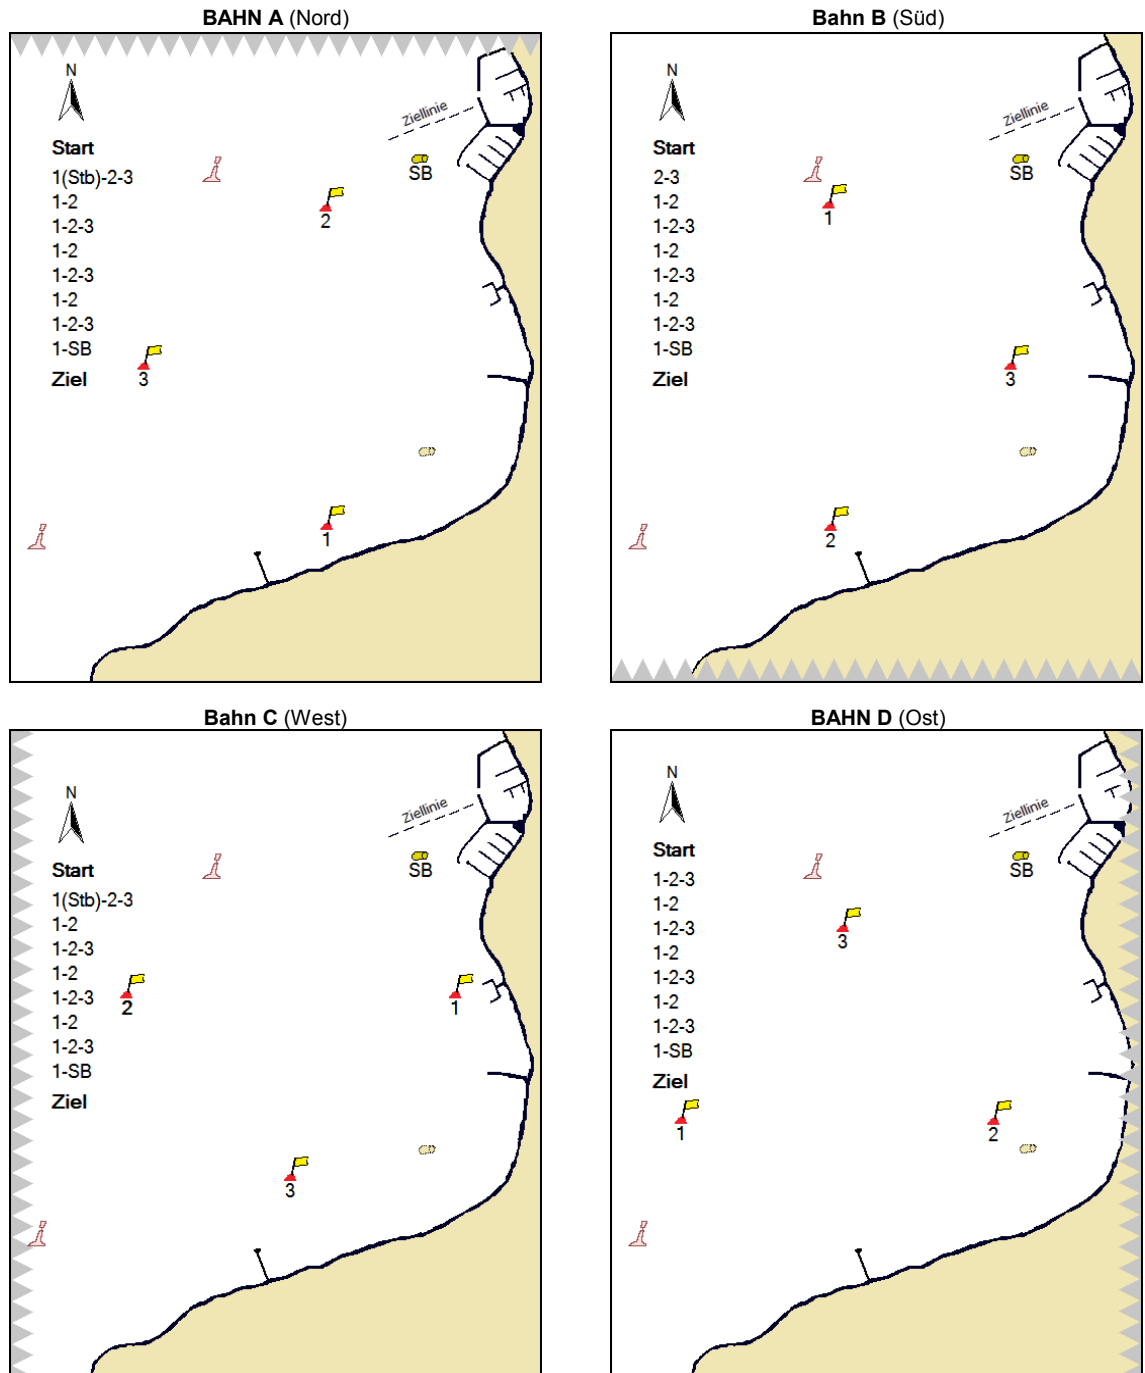 BAHN A (Nord)
N
Ziellinie
Start
SB
1(Stb)-2-3
1-2
2
1-2-3
1-2
1-2-3
1-2
1-2-3
1-SB
3
Ziel
1
Bahn B (Süd)
N
Ziellinie
Start
SB
2-3
1-2
1
1-2-3
1-2
1-2-3
1-2
1-2-3
1-SB
3
Ziel
2
Bahn C (West)
N
Ziellinie
Start
SB
1(Stb)-2-3
1-2
1-2-3
1-2
1-2-3
2
1
1-2
1-2-3
1-SB
Ziel
3
BAHN D (Ost)
N
Ziellinie
Start
SB
1-2-3
1-2
1-2-3
3
1-2
1-2-3
1-2
1-2-3
1-SB
Ziel
1
2